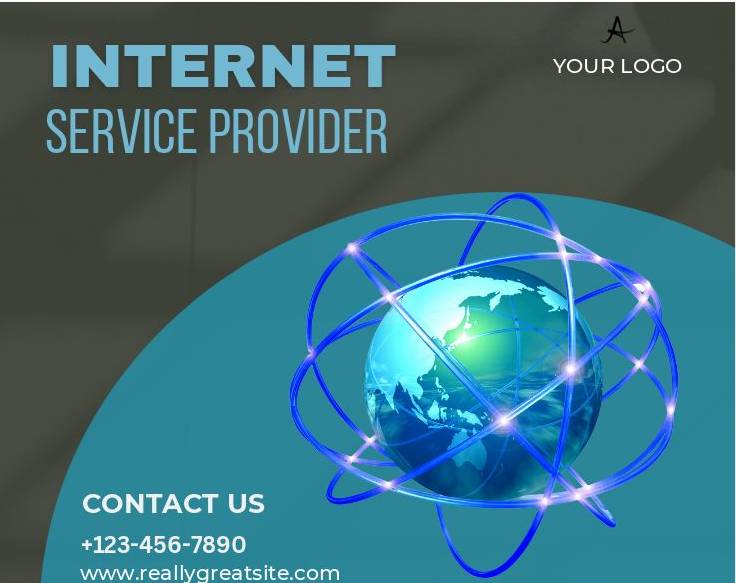 INTERNET
SERVICE PROVIDER
YOUR LOGO
CONTACT US
+123-456-7890
www.reallygreatsite.com